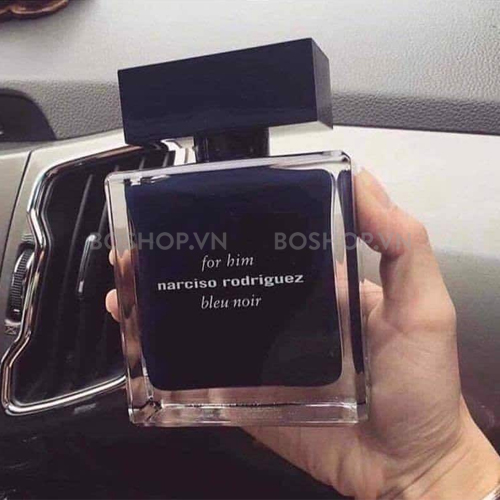 BOSHOP.VN BOSHOP.VN
for him
narciso rodriguez
bleu noir